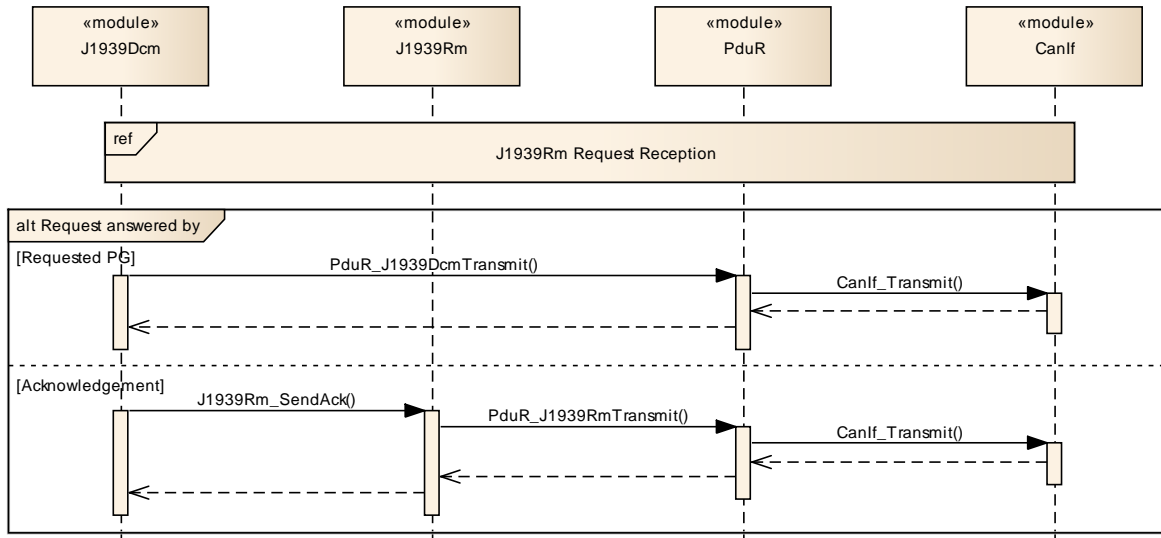 «module»
J1939Dcm
«module»
J1939Rm
«module»
PduR
«module»
CanIf
ref
J1939Rm Request Reception
alt Request answered by
[Requested PG]
PduR_J1939DcmTransmit()
CanIf_Transmit()
[Acknowledgement]
J1939Rm_SendAck()
PduR_J1939RmTransmit()
CanIf_Transmit()